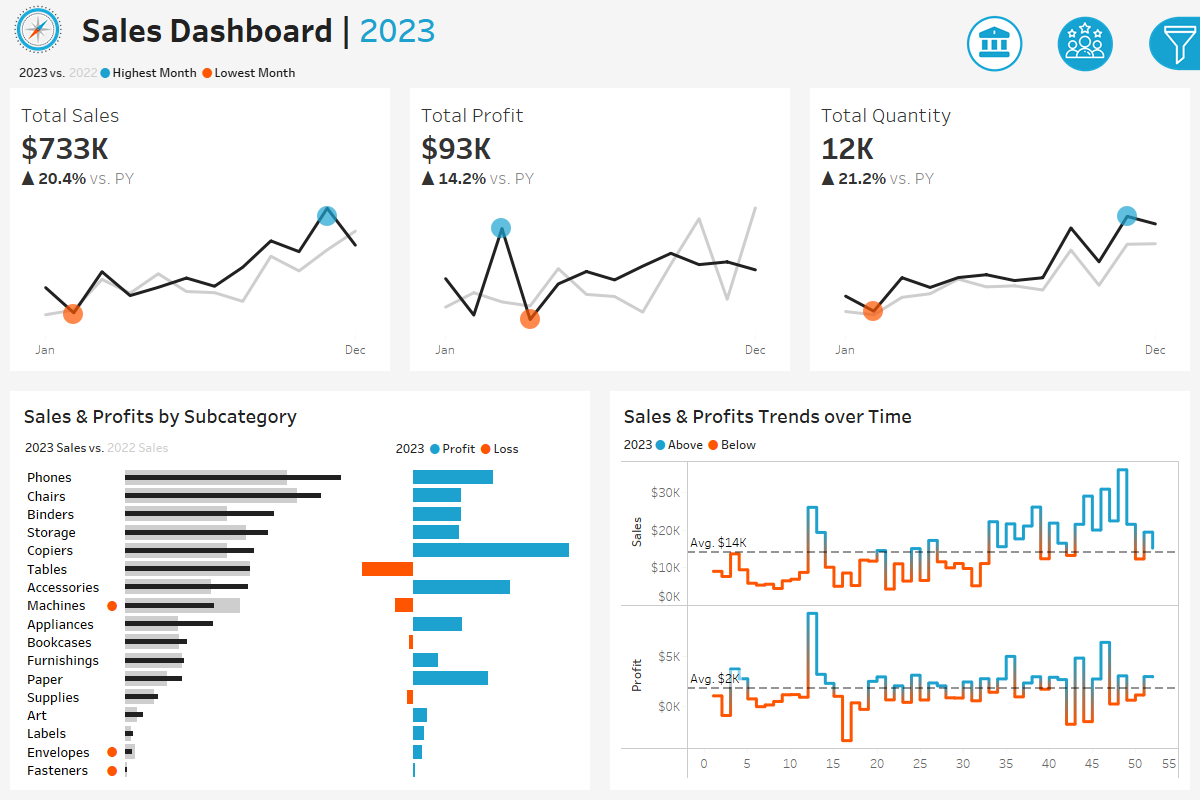 Sales Dashboard | 2023
2023 vs. 2022 Highest Month Lowest Month
Total Sales
$733K
▲ 20.4% vs. PY
Jan Dec
Total Profit
$93K
▲ 14.2% vs. PY
Jan Dec
Total Quantity
12K
▲ 21.2% vs. PY
Jan Dec
Sales & Profits by Subcategory
2023 Sales vs. 2022 Sales
2023 Profit Loss
Phones
Chairs
Binders
Storage
Copiers
Tables
Accessories
Machines
Appliances
Bookcases
Furnishings
Paper
Supplies
Art
Labels
Envelopes
Fasteners
Sales & Profits Trends over Time
2023 Above Below
Sales
$30K
$20K
$10K
$0K
Avg. $14K
Profit
$5K
$0K
Avg. $2K
0 5 10 15 20 25 30 35 40 45 50 55